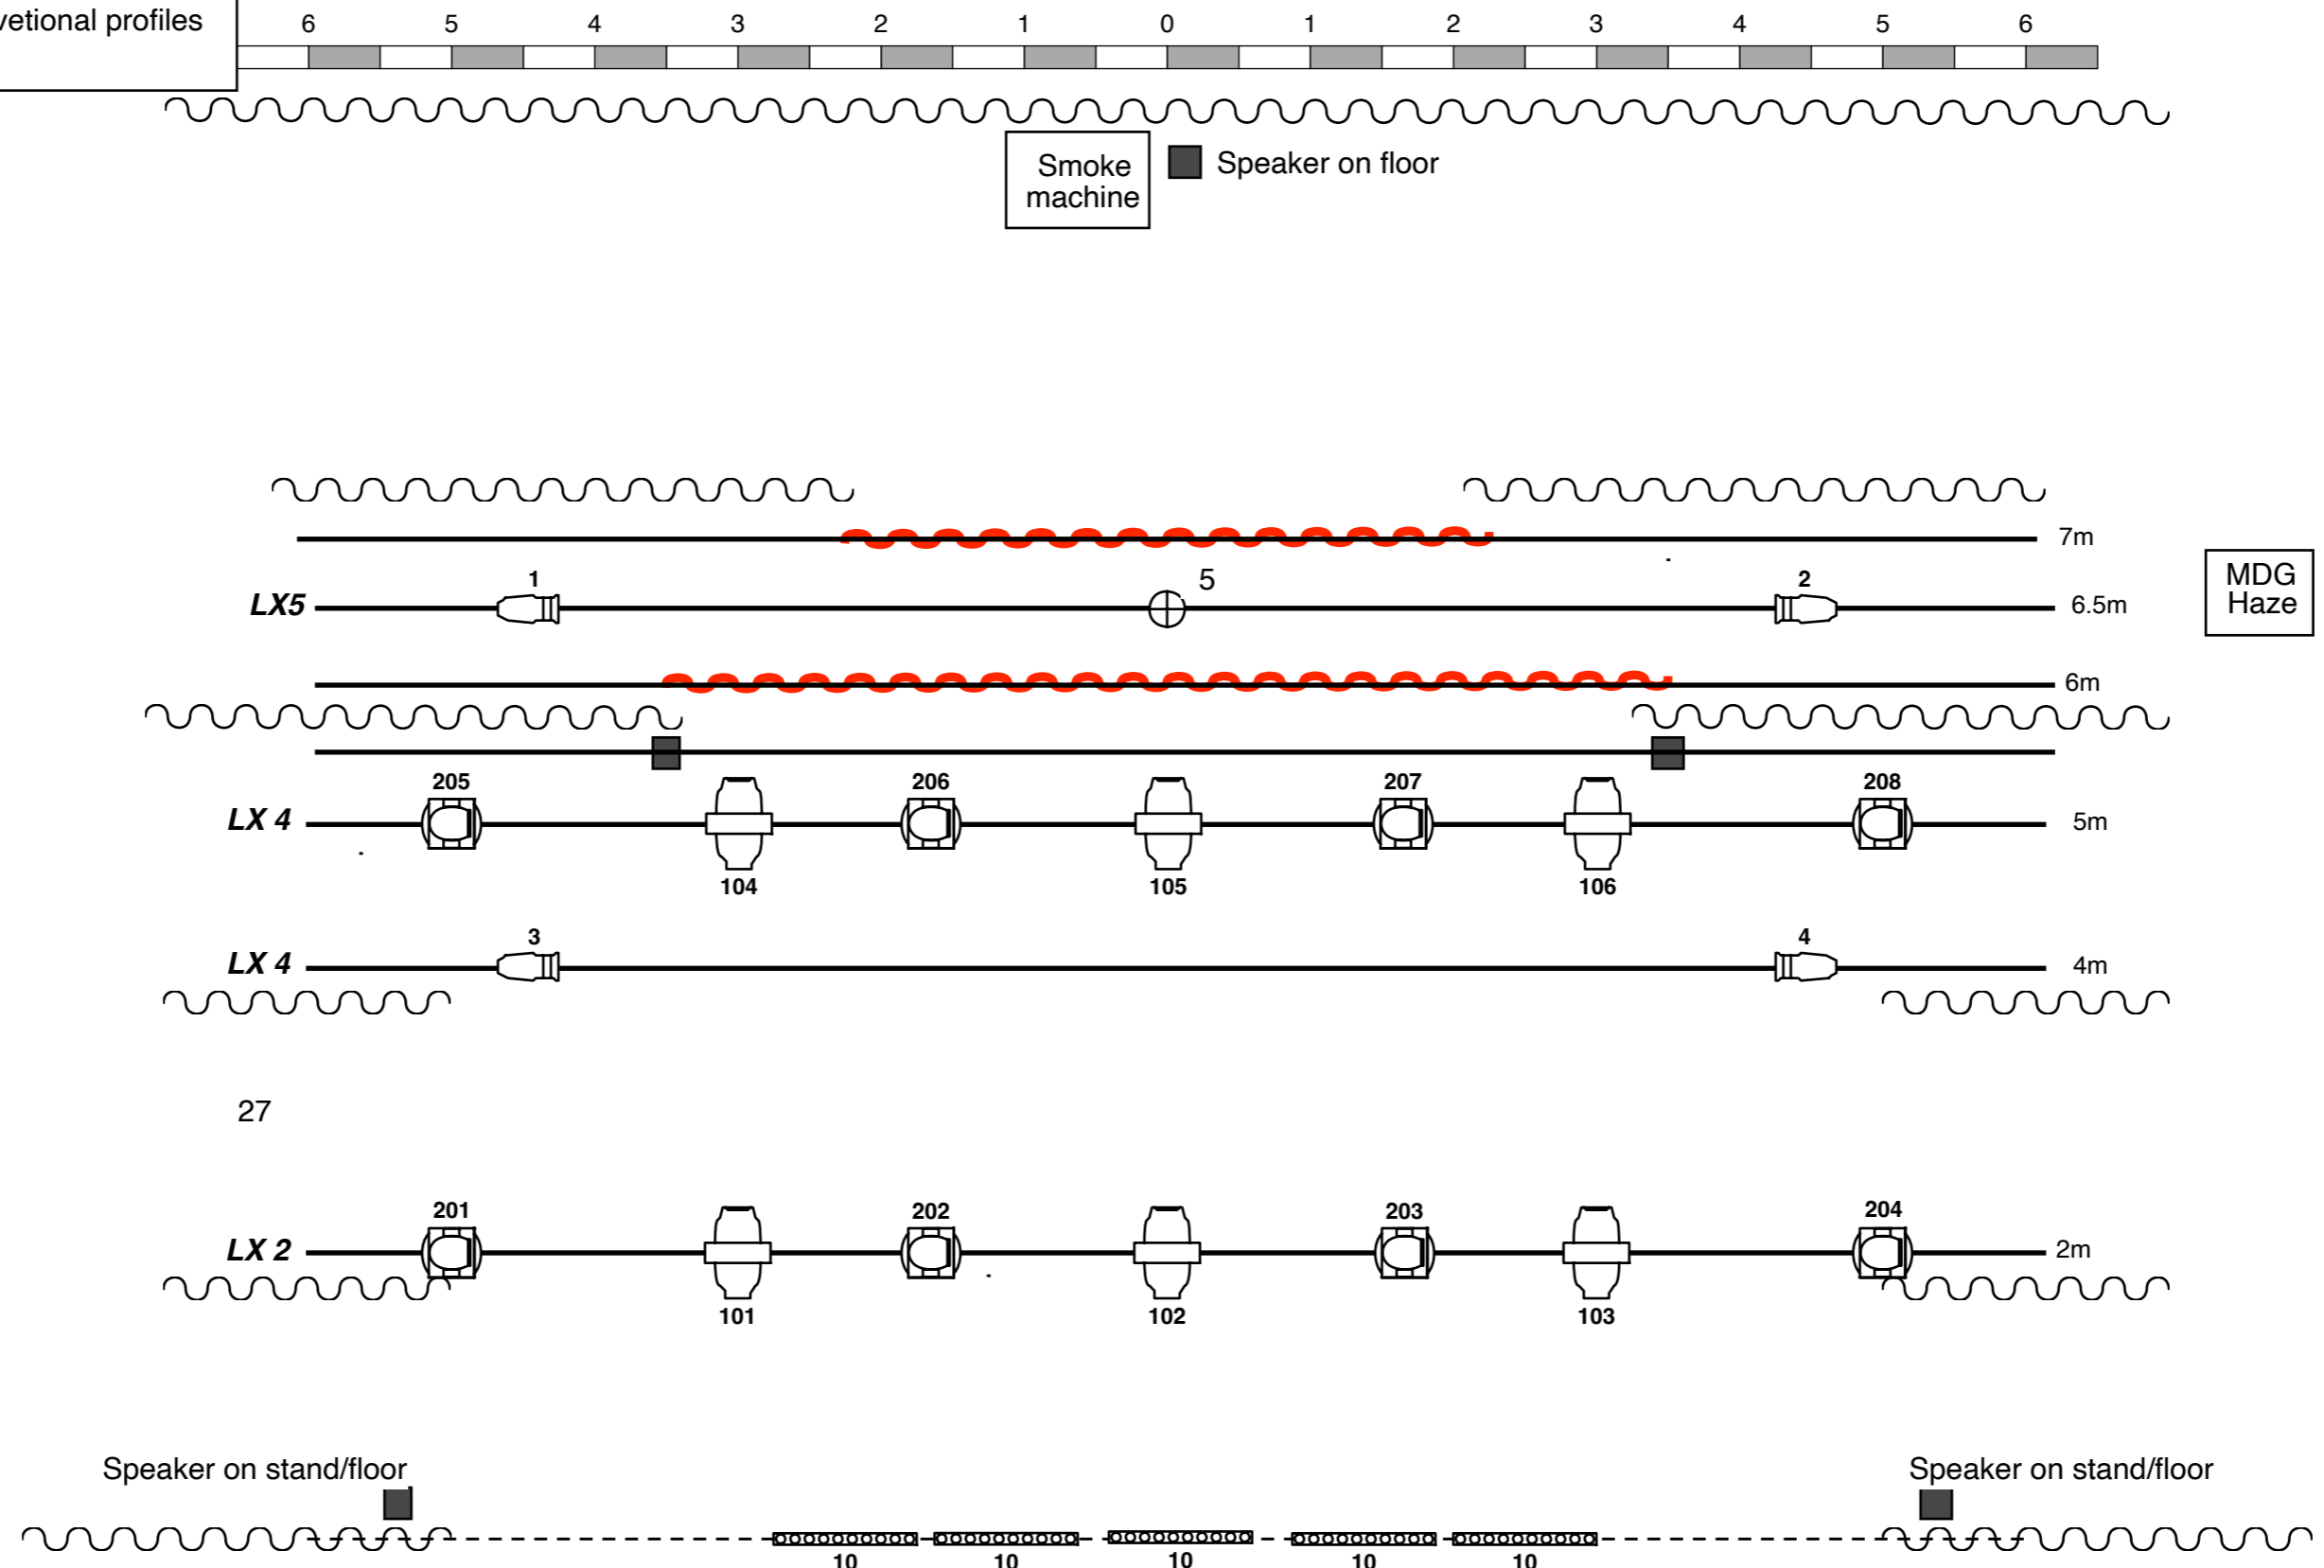 vetional profiles
6 5 4 3 2 1 0 1 2 3 4 5 6
Smoke
machine
Speaker on floor
7m
1 5 2
LX5 6.5m
MDG
Haze
6m
205 206 207 208
LX 4 5m
104 105 106
3 4
LX 4 4m
27
201 202 203 204
LX 2 2m
101 102 103
Speaker on stand/floor Speaker on stand/floor
10 10 10 10 10